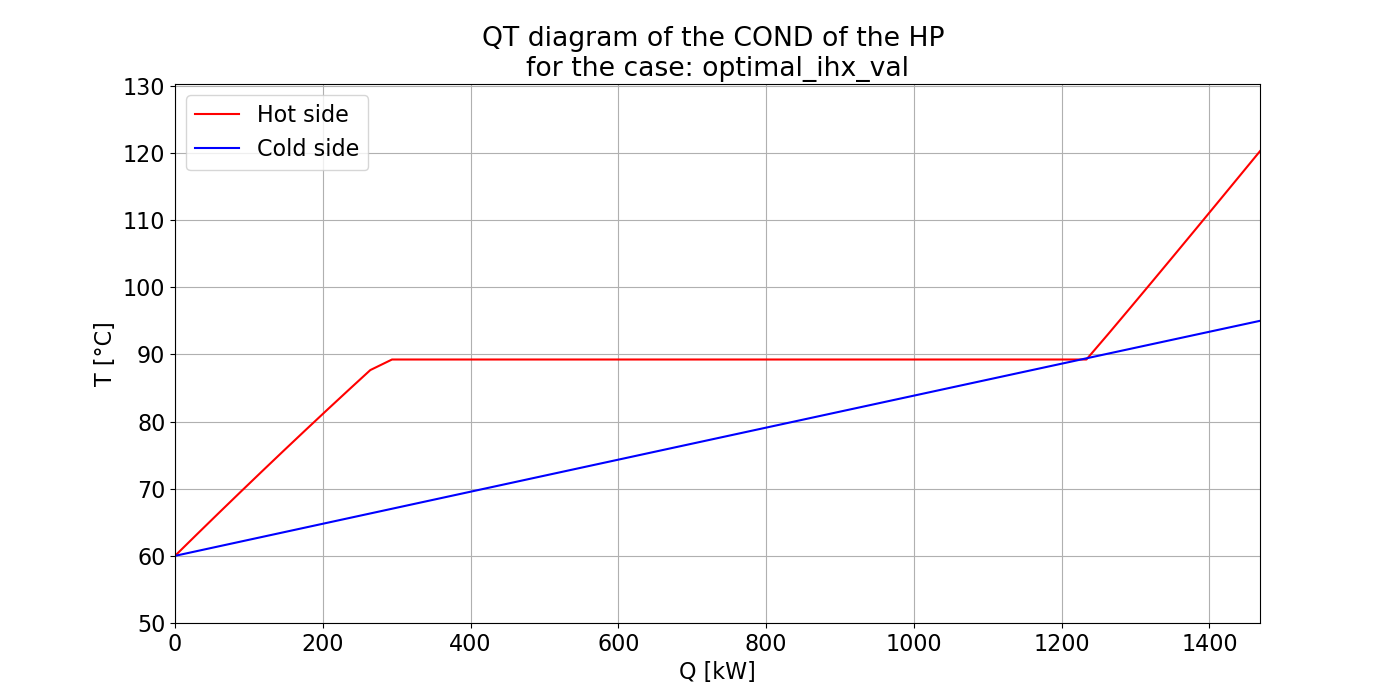 QT diagram of the COND of the HP
for the case: optimal_ihx_val
130
120
110
100
90
80
70
60
50
T [°C]
Hot side
Cold side
0 200 400 600 800 1000 1200 1400
Q [kW]